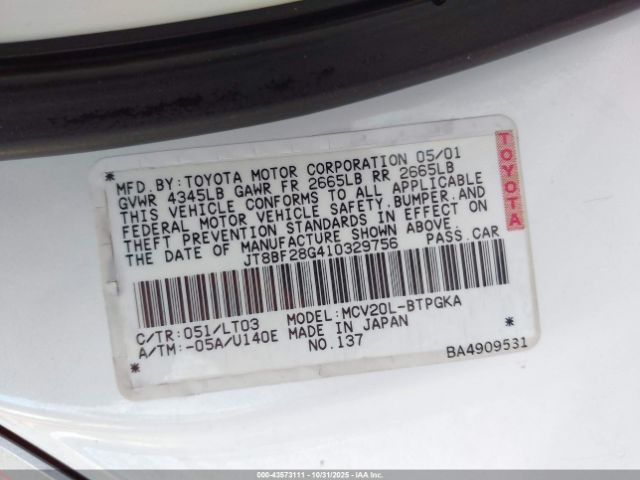 MFD. BY: TOYOTA MOTOR CORPORATION 05/01
GVWR 4345LB GAWR FR 2665LB RR 2665LB
THIS VEHICLE CONFORMS TO ALL APPLICABLE
FEDERAL MOTOR VEHICLE SAFETY, BUMPER, AND
THEFT PREVENTION STANDARDS IN EFFECT ON
THE DATE OF MANUFACTURE SHOWN ABOVE.
JT8BF28G410329756 PASS. CAR
TOYOTA
C/TR: 051/LT03 MODEL: MCV20L-BTPGKA
A/TM: -05A/U140E MADE IN JAPAN
NO. 137
BA4909531
000-43573111 - 10/31/2025 - IAAI.COM